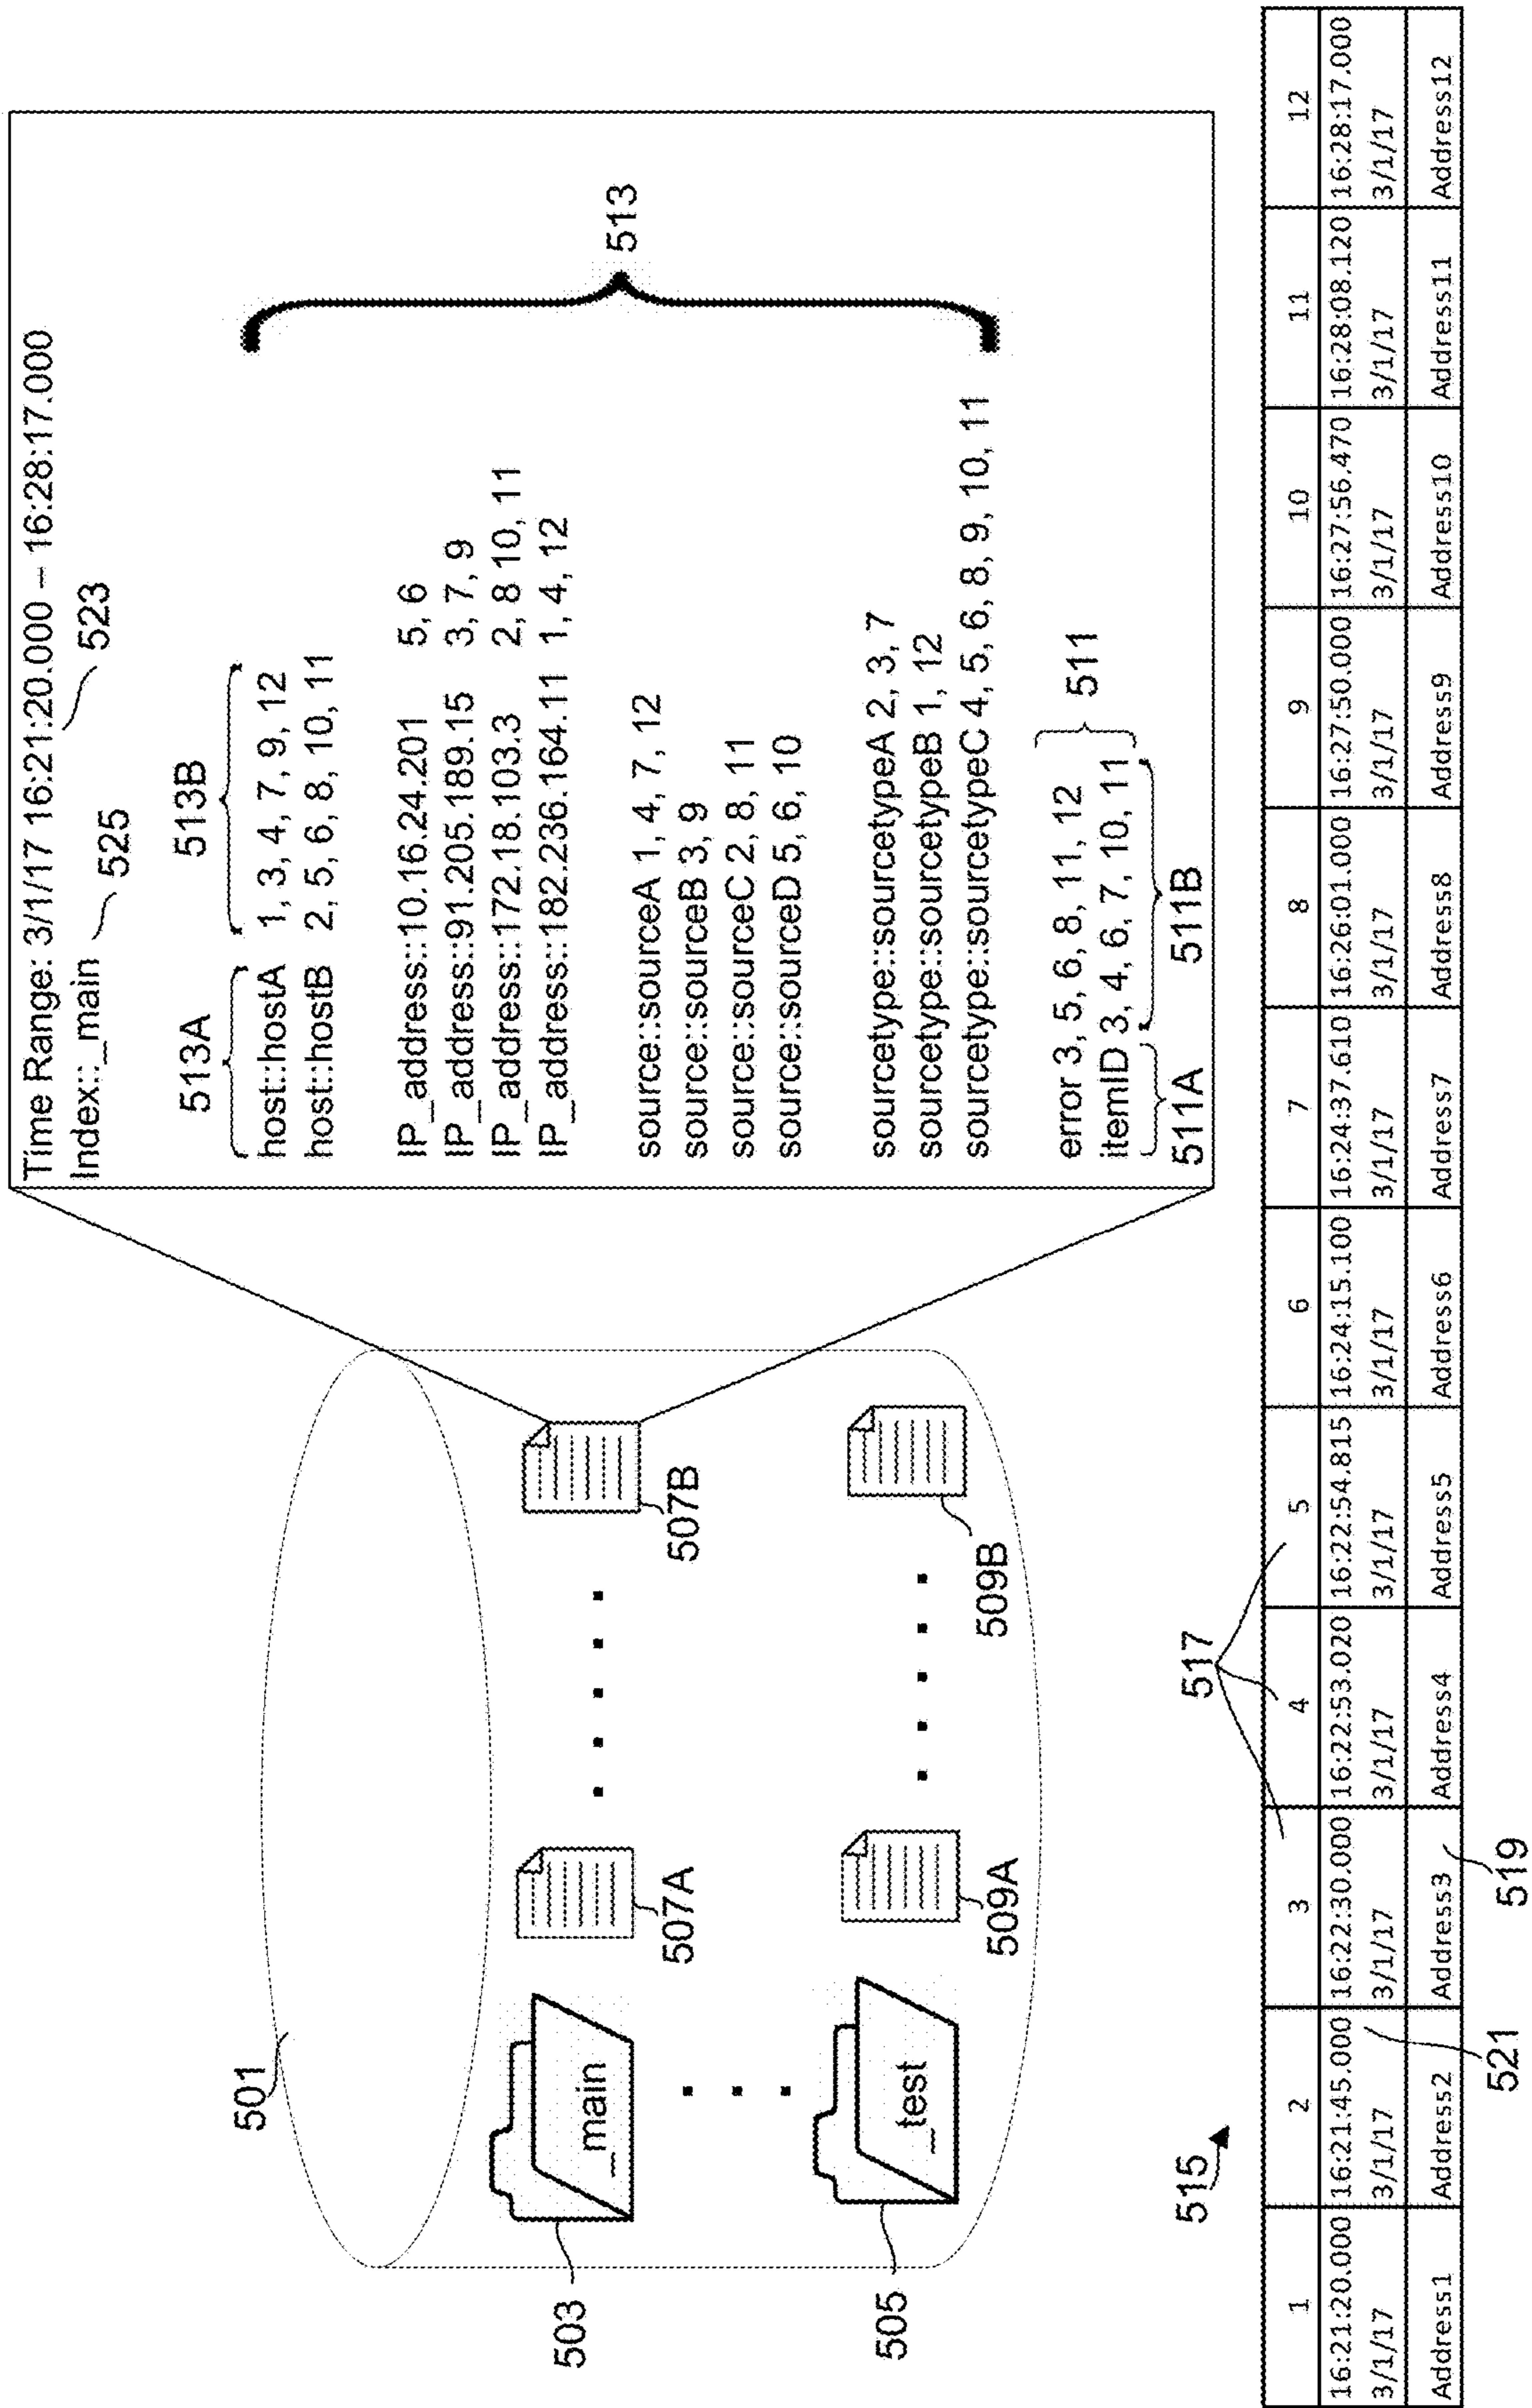 Time Range: 3/1/17 16:21:20.000 – 16:28:17.000
Index::_main
525
523
513A
513B
host::hostA 1, 3, 4, 7, 9, 12
host::hostB 2, 5, 6, 8, 10, 11
IP_address::10.16.24.201 5, 6
IP_address::91.205.189.15 3, 7, 9
IP_address::172.18.103.3 2, 8 10, 11
IP_address::182.236.164.11 1, 4, 12
513
source::sourceA 1, 4, 7, 12
source::sourceB 3, 9
source::sourceC 2, 8, 11
source::sourceD 5, 6, 10
sourcetype::sourcetypeA 2, 3, 7
sourcetype::sourcetypeB 1, 12
sourcetype::sourcetypeC 4, 5, 6, 8, 9, 10, 11
error 3, 5, 6, 8, 11, 12
itemID 3, 4, 6, 7, 10, 11
511
511A
511B
501
_main
503
507A
507B
_test
505
509A
509B
515
517
1 2 3 4 5 6 7 8 9 10 11 12
16:21:20.000 16:21:45.000 16:22:30.000 16:22:53.020 16:22:54.815 16:24:15.100 16:24:37.610 16:26:01.000 16:27:50.000 16:27:56.470 16:28:08.120 16:28:17.000
3/1/17 3/1/17 3/1/17 3/1/17 3/1/17 3/1/17 3/1/17 3/1/17 3/1/17 3/1/17 3/1/17 3/1/17
Address1 Address2 Address3 Address4 Address5 Address6 Address7 Address8 Address9 Address10 Address11 Address12
521
519